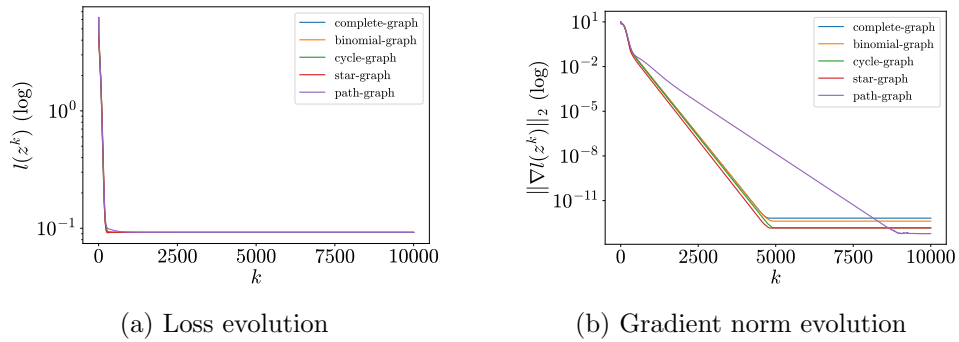 complete-graph
binomial-graph
cycle-graph
star-graph
path-graph
10^0
10^{-1}
l(z^k) (log)
0 2500 5000 7500 10000
k
(a) Loss evolution
complete-graph
binomial-graph
cycle-graph
star-graph
path-graph
10^1
10^{-2}
10^{-5}
10^{-8}
10^{-11}
||∇l(z^k)||_2 (log)
0 2500 5000 7500 10000
k
(b) Gradient norm evolution